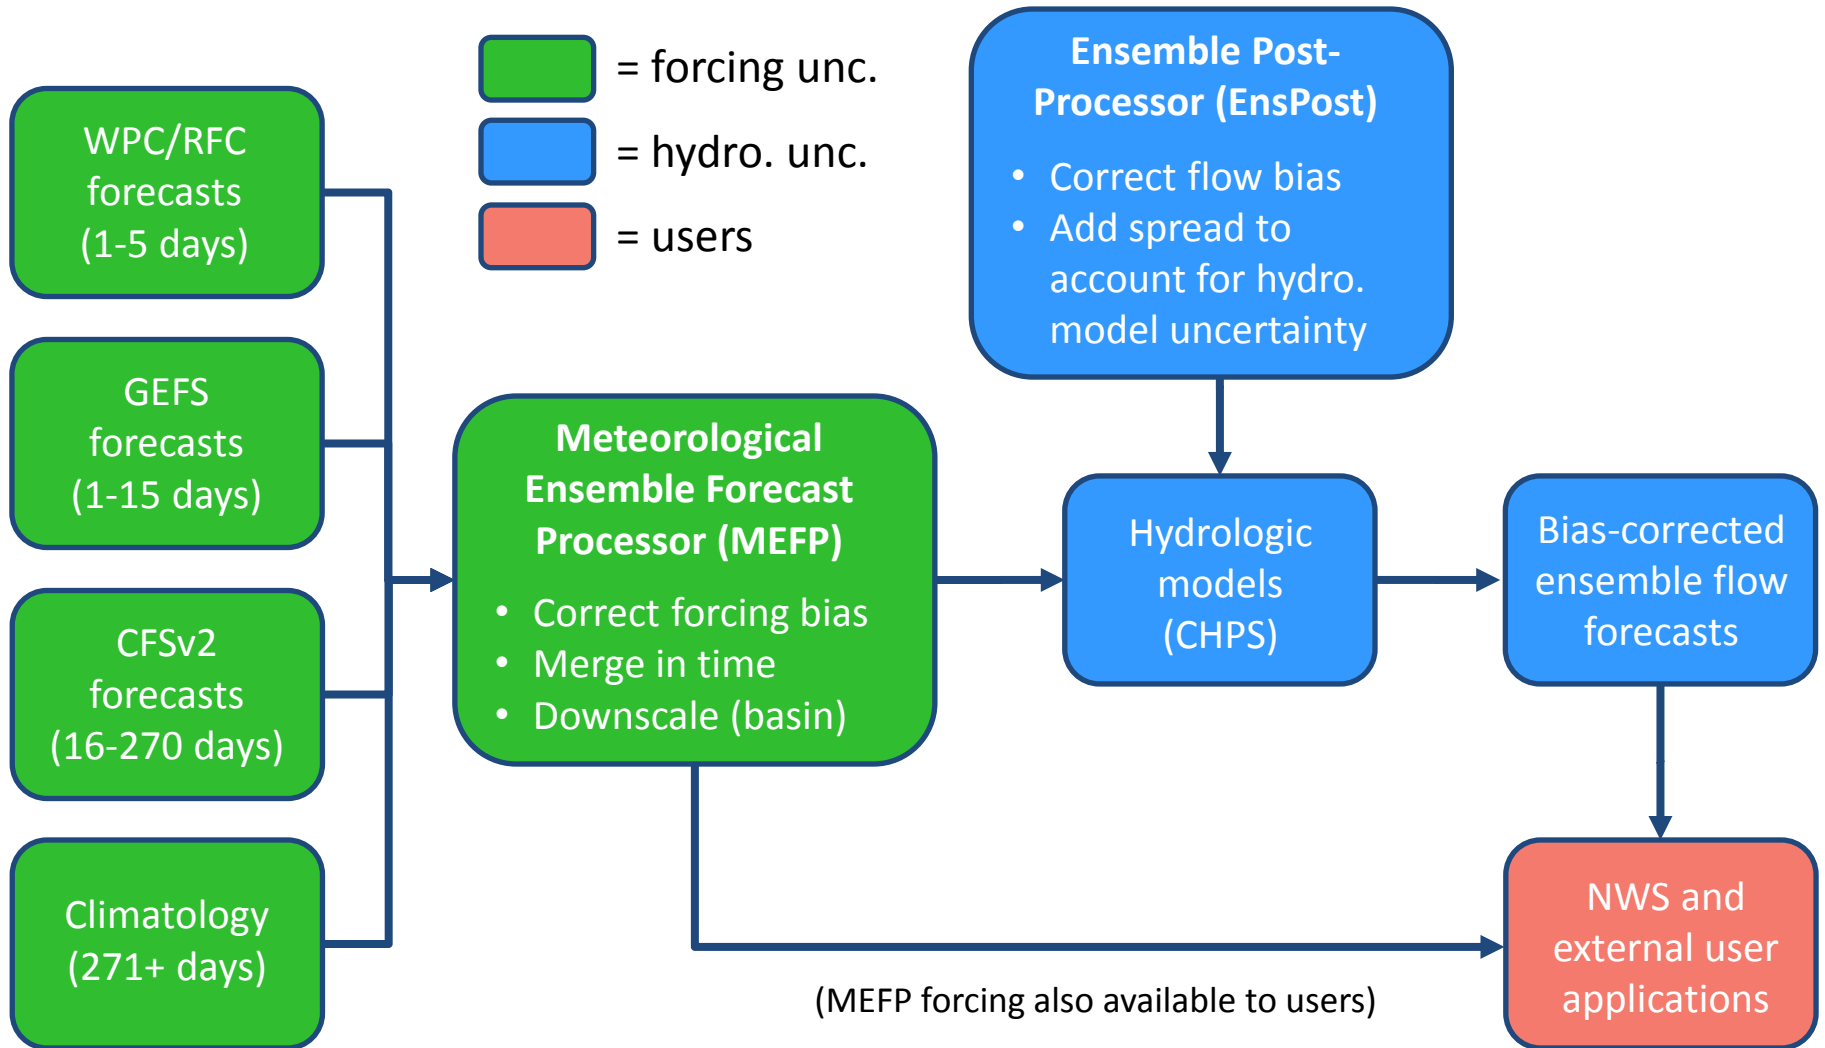 = forcing unc.
= hydro. unc.
= users
WPC/RFC
forecasts
(1-5 days)
GEFS
forecasts
(1-15 days)
CFSv2
forecasts
(16-270 days)
Climatology
(271+ days)
Meteorological
Ensemble Forecast
Processor (MEFP)
• Correct forcing bias
• Merge in time
• Downscale (basin)
Ensemble Post-
Processor (EnsPost)
• Correct flow bias
• Add spread to
account for hydro.
model uncertainty
Hydrologic
models
(CHPS)
Bias-corrected
ensemble flow
forecasts
NWS and
external user
applications
(MEFP forcing also available to users)